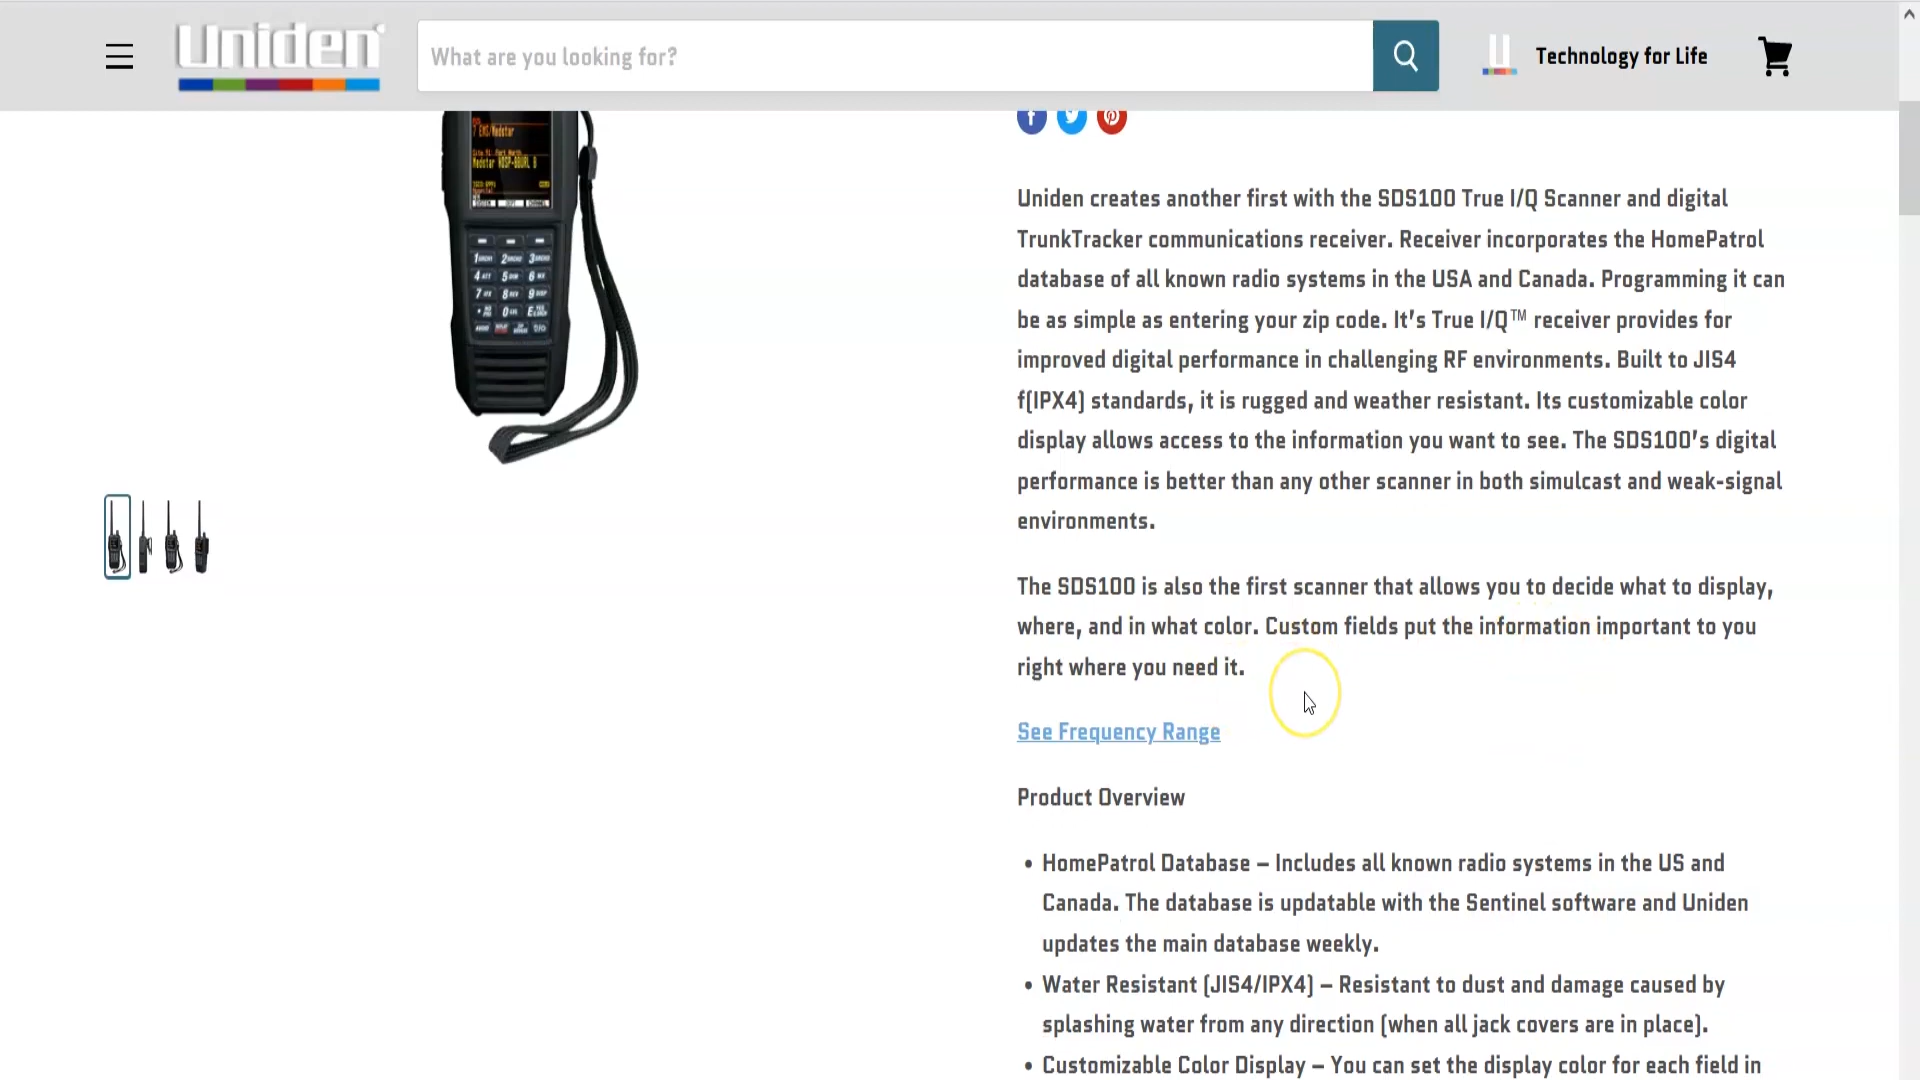 Uniden
What are you looking for?
Technology for Life
7 EMS/Medstar
Uniden creates another first with the SDS100 True I/Q Scanner and digital
TrunkTracker communications receiver. Receiver incorporates the HomePatrol
database of all known radio systems in the USA and Canada. Programming it can
be as simple as entering your zip code. It's True I/Q™ receiver provides for
improved digital performance in challenging RF environments. Built to JIS4
f(IPX4) standards, it is rugged and weather resistant. Its customizable color
display allows access to the information you want to see. The SDS100's digital
performance is better than any other scanner in both simulcast and weak-signal
environments.
The SDS100 is also the first scanner that allows you to decide what to display,
where, and in what color. Custom fields put the information important to you
right where you need it.
See Frequency Range
Product Overview
• HomePatrol Database – Includes all known radio systems in the US and
Canada. The database is updatable with the Sentinel software and Uniden
updates the main database weekly.
• Water Resistant (JIS4/IPX4) – Resistant to dust and damage caused by
splashing water from any direction (when all jack covers are in place).
• Customizable Color Display – You can set the display color for each field in